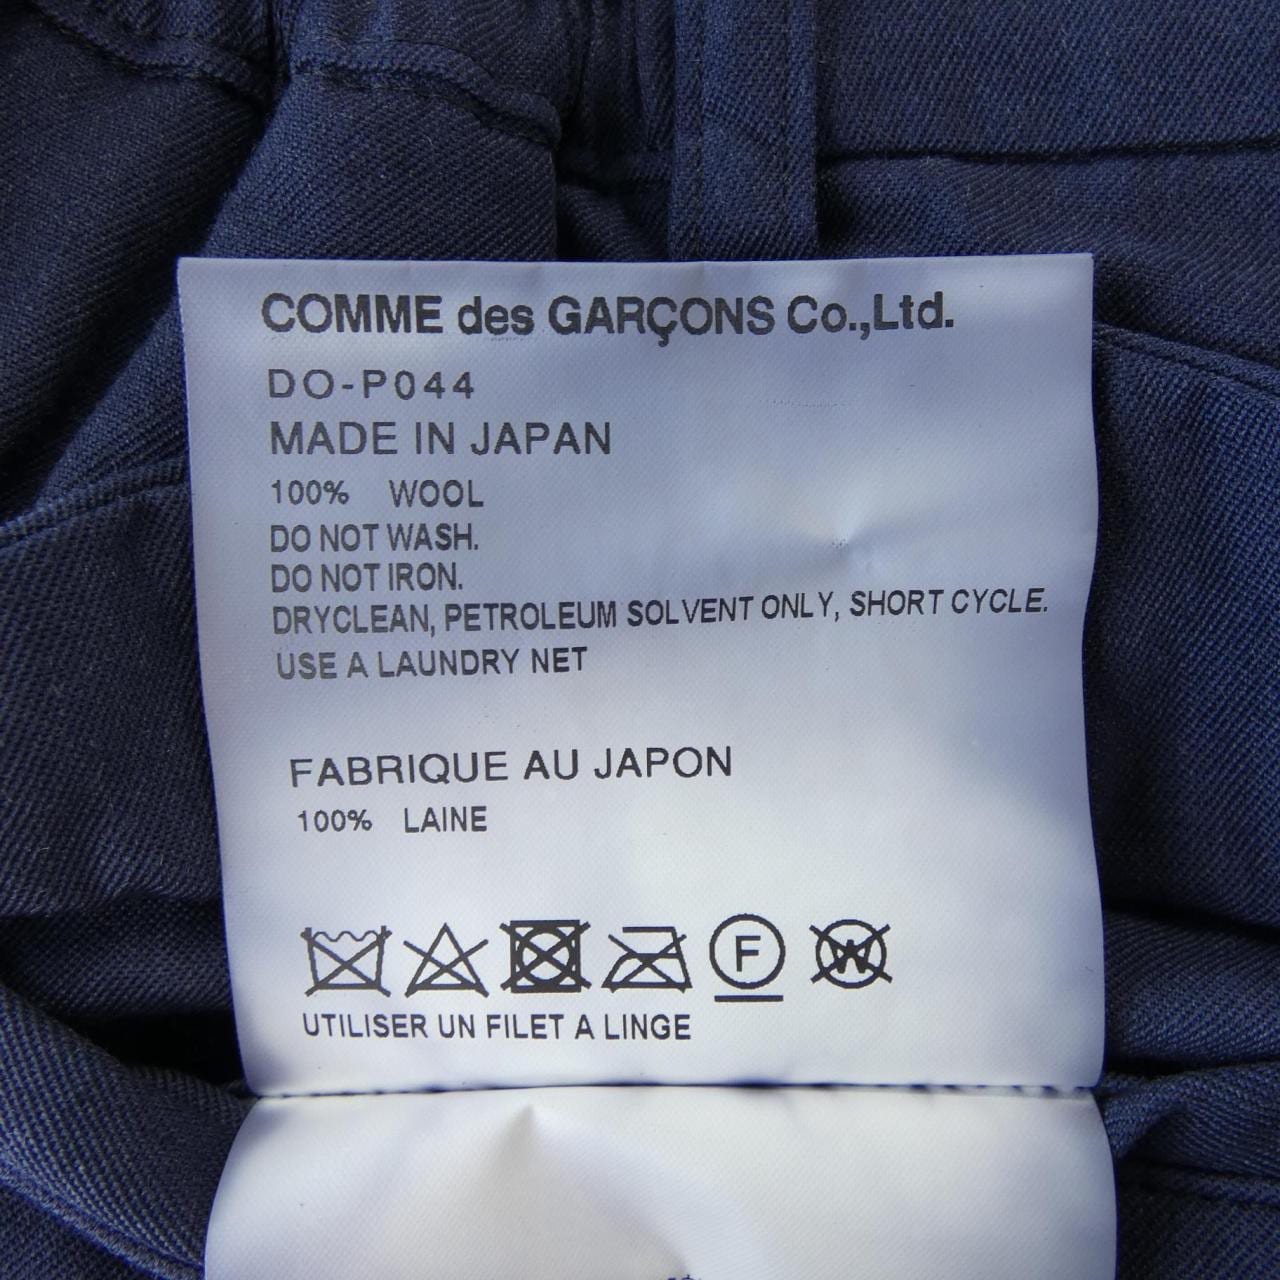 COMME des GARÇONS Co.,Ltd.
DO-P044
MADE IN JAPAN
100% WOOL
DO NOT WASH.
DO NOT IRON.
DRYCLEAN, PETROLEUM SOLVENT ONLY, SHORT CYCLE.
USE A LAUNDRY NET
FABRIQUE AU JAPON
100% LAINE
F W
UTILISER UN FILET A LINGE